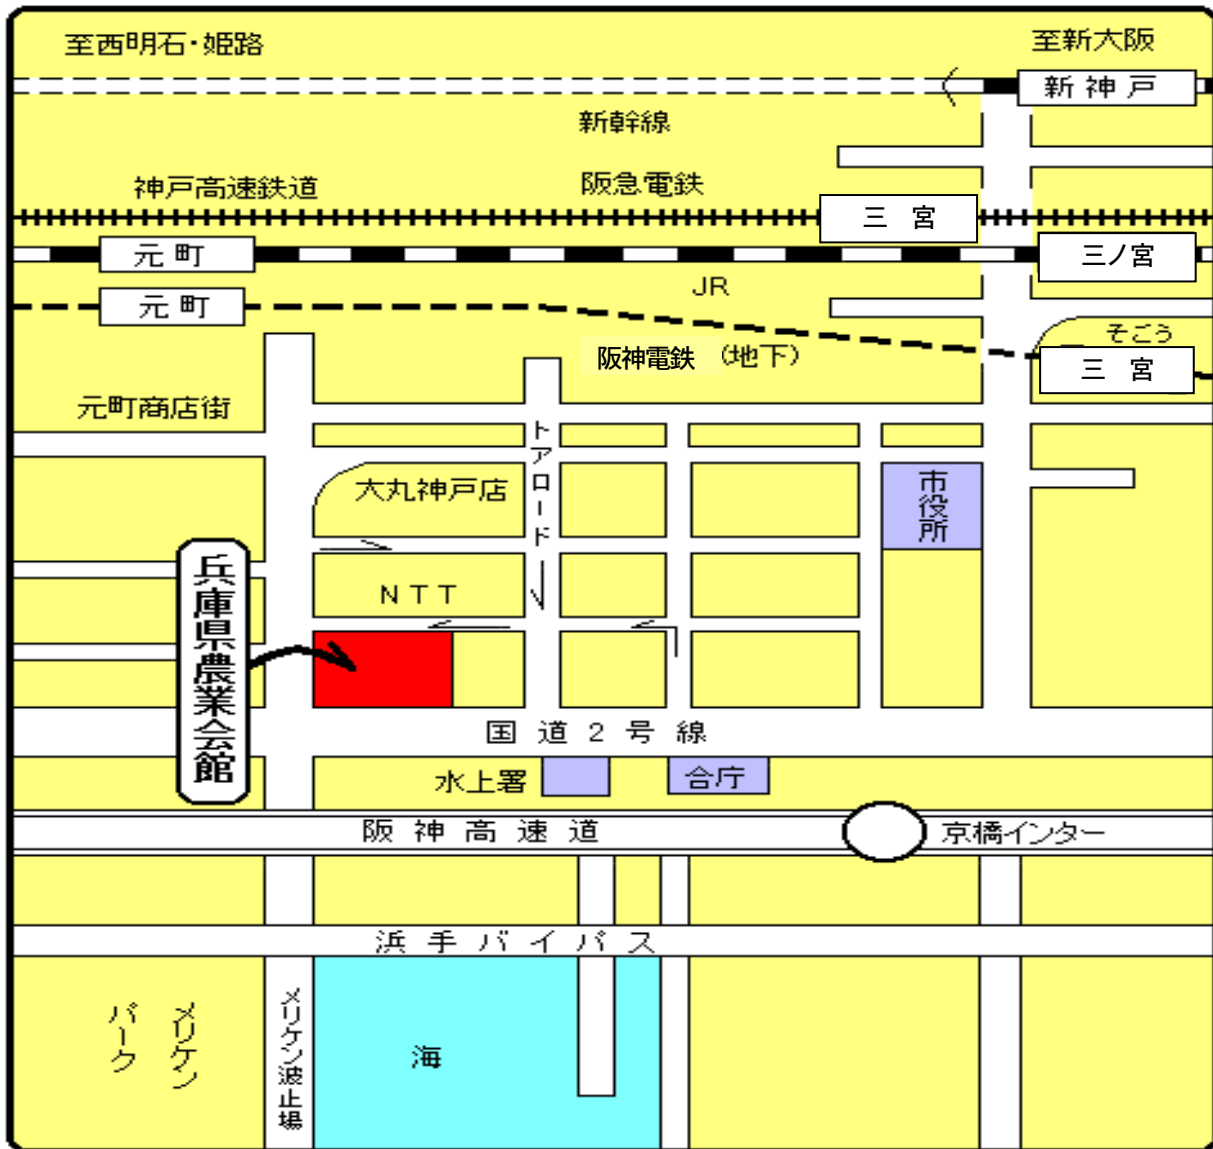 至西明石・姫路
至新大阪
新神戸
新幹線
神戸高速鉄道
阪急電鉄
三 宮
元町
三ノ宮
JR
元町
そごう
阪神電鉄 (地下)
三 宮
元町商店街
トアロード
大丸神戸店
市役所
兵庫県農業会館
NTT
国道2号線
水上署
合庁
阪神高速道
京橋インター
浜手バイパス
メリケン
パーク
メリケン波止場
海